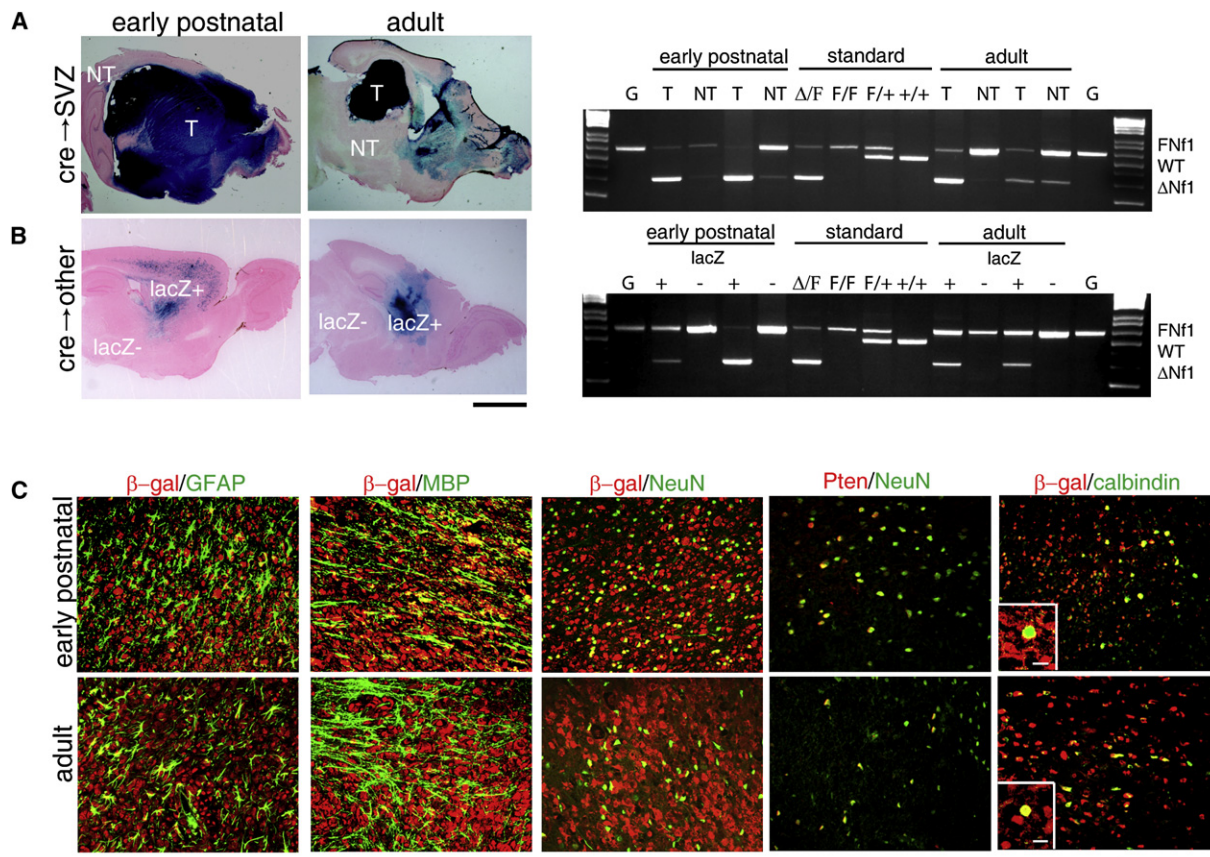 A
early postnatal
adult
cre→SVZ
NT
T
T
NT
early postnatal
standard
adult
G T NT T NT Δ/F F/F F/+ +/+ T NT T NT G
FNf1
WT
ΔNf1
B
cre→other
lacZ+
lacZ-
lacZ-
lacZ+
early postnatal
standard
adult
lacZ
lacZ
G + - + - Δ/F F/F F/+ +/+ + - + - G
FNf1
WT
ΔNf1
C
β–gal/GFAP
β–gal/MBP
β–gal/NeuN
Pten/NeuN
β–gal/calbindin
early postnatal
adult